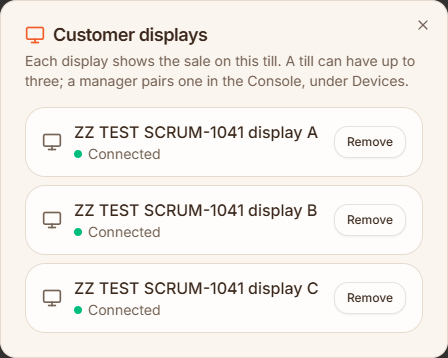 Customer displays
Each display shows the sale on this till. A till can have up to
three; a manager pairs one in the Console, under Devices.
ZZ TEST SCRUM-1041 display A
Connected
Remove
ZZ TEST SCRUM-1041 display B
Connected
Remove
ZZ TEST SCRUM-1041 display C
Connected
Remove